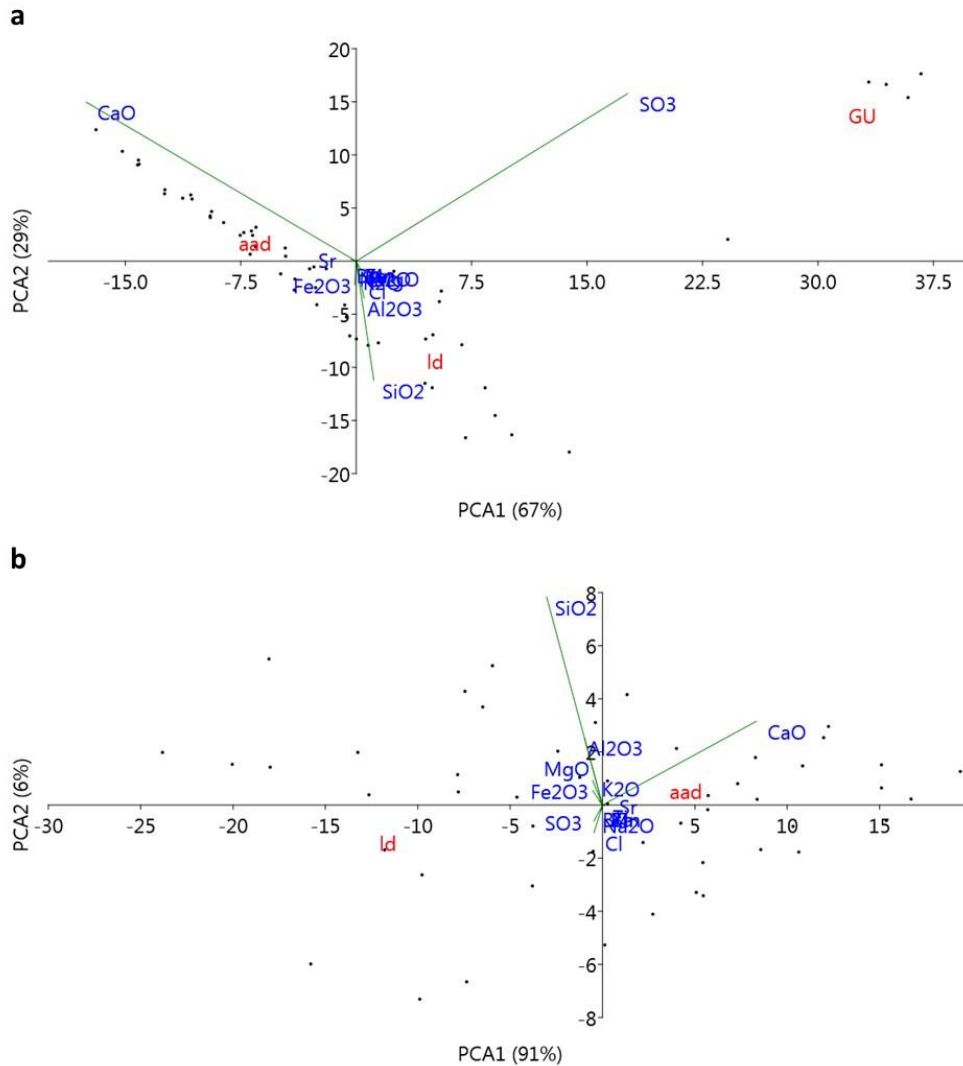 a
20
CaO
15
SO3
GU
10
5
aad
Sr
-15.0
-7.5
7.5
15.0
22.5
30.0
37.5
Fe2O3
Cl
-5
Al2O3
ld
-10
SiO2
-15
-20
PCA2 (29%)
PCA1 (67%)
b
8
SiO2
6
4
CaO
2
Al2O3
MgO
Fe2O3
K2O
aad
Sr
-30
-25
-20
-15
-10
-5
5
10
15
SO3
Na2O
ld
-2
Cl
-4
-6
-8
PCA2 (6%)
PCA1 (91%)